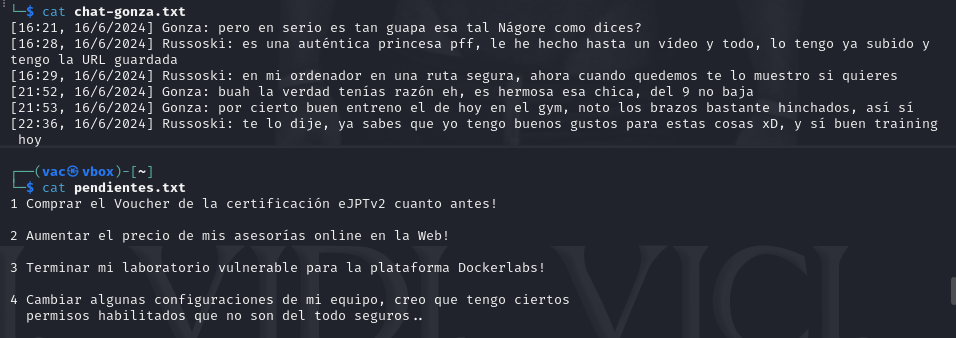 └─$ cat chat-gonza.txt
[16:21, 16/6/2024] Gonza: pero en serio es tan guapa esa tal Nágore como dices?
[16:28, 16/6/2024] Russoski: es una auténtica princesa pff, le he hecho hasta un vídeo y todo, lo tengo ya subido y
tengo la URL guardada
[16:29, 16/6/2024] Russoski: en mi ordenador en una ruta segura, ahora cuando quedemos te lo muestro si quieres
[21:52, 16/6/2024] Gonza: buah la verdad tenías razón eh, es hermosa esa chica, del 9 no baja
[21:53, 16/6/2024] Gonza: por cierto buen entreno el de hoy en el gym, noto los brazos bastante hinchados, así sí
[22:36, 16/6/2024] Russoski: te lo dije, ya sabes que yo tengo buenos gustos para estas cosas xD, y sí buen training
hoy
┌──(vac㉿vbox)-[~]
└─$ cat pendientes.txt
1 Comprar el Voucher de la certificación eJPTv2 cuanto antes!
2 Aumentar el precio de mis asesorías online en la Web!
3 Terminar mi laboratorio vulnerable para la plataforma Dockerlabs!
4 Cambiar algunas configuraciones de mi equipo, creo que tengo ciertos
permisos habilitados que no son del todo seguros..
VIDI VICI